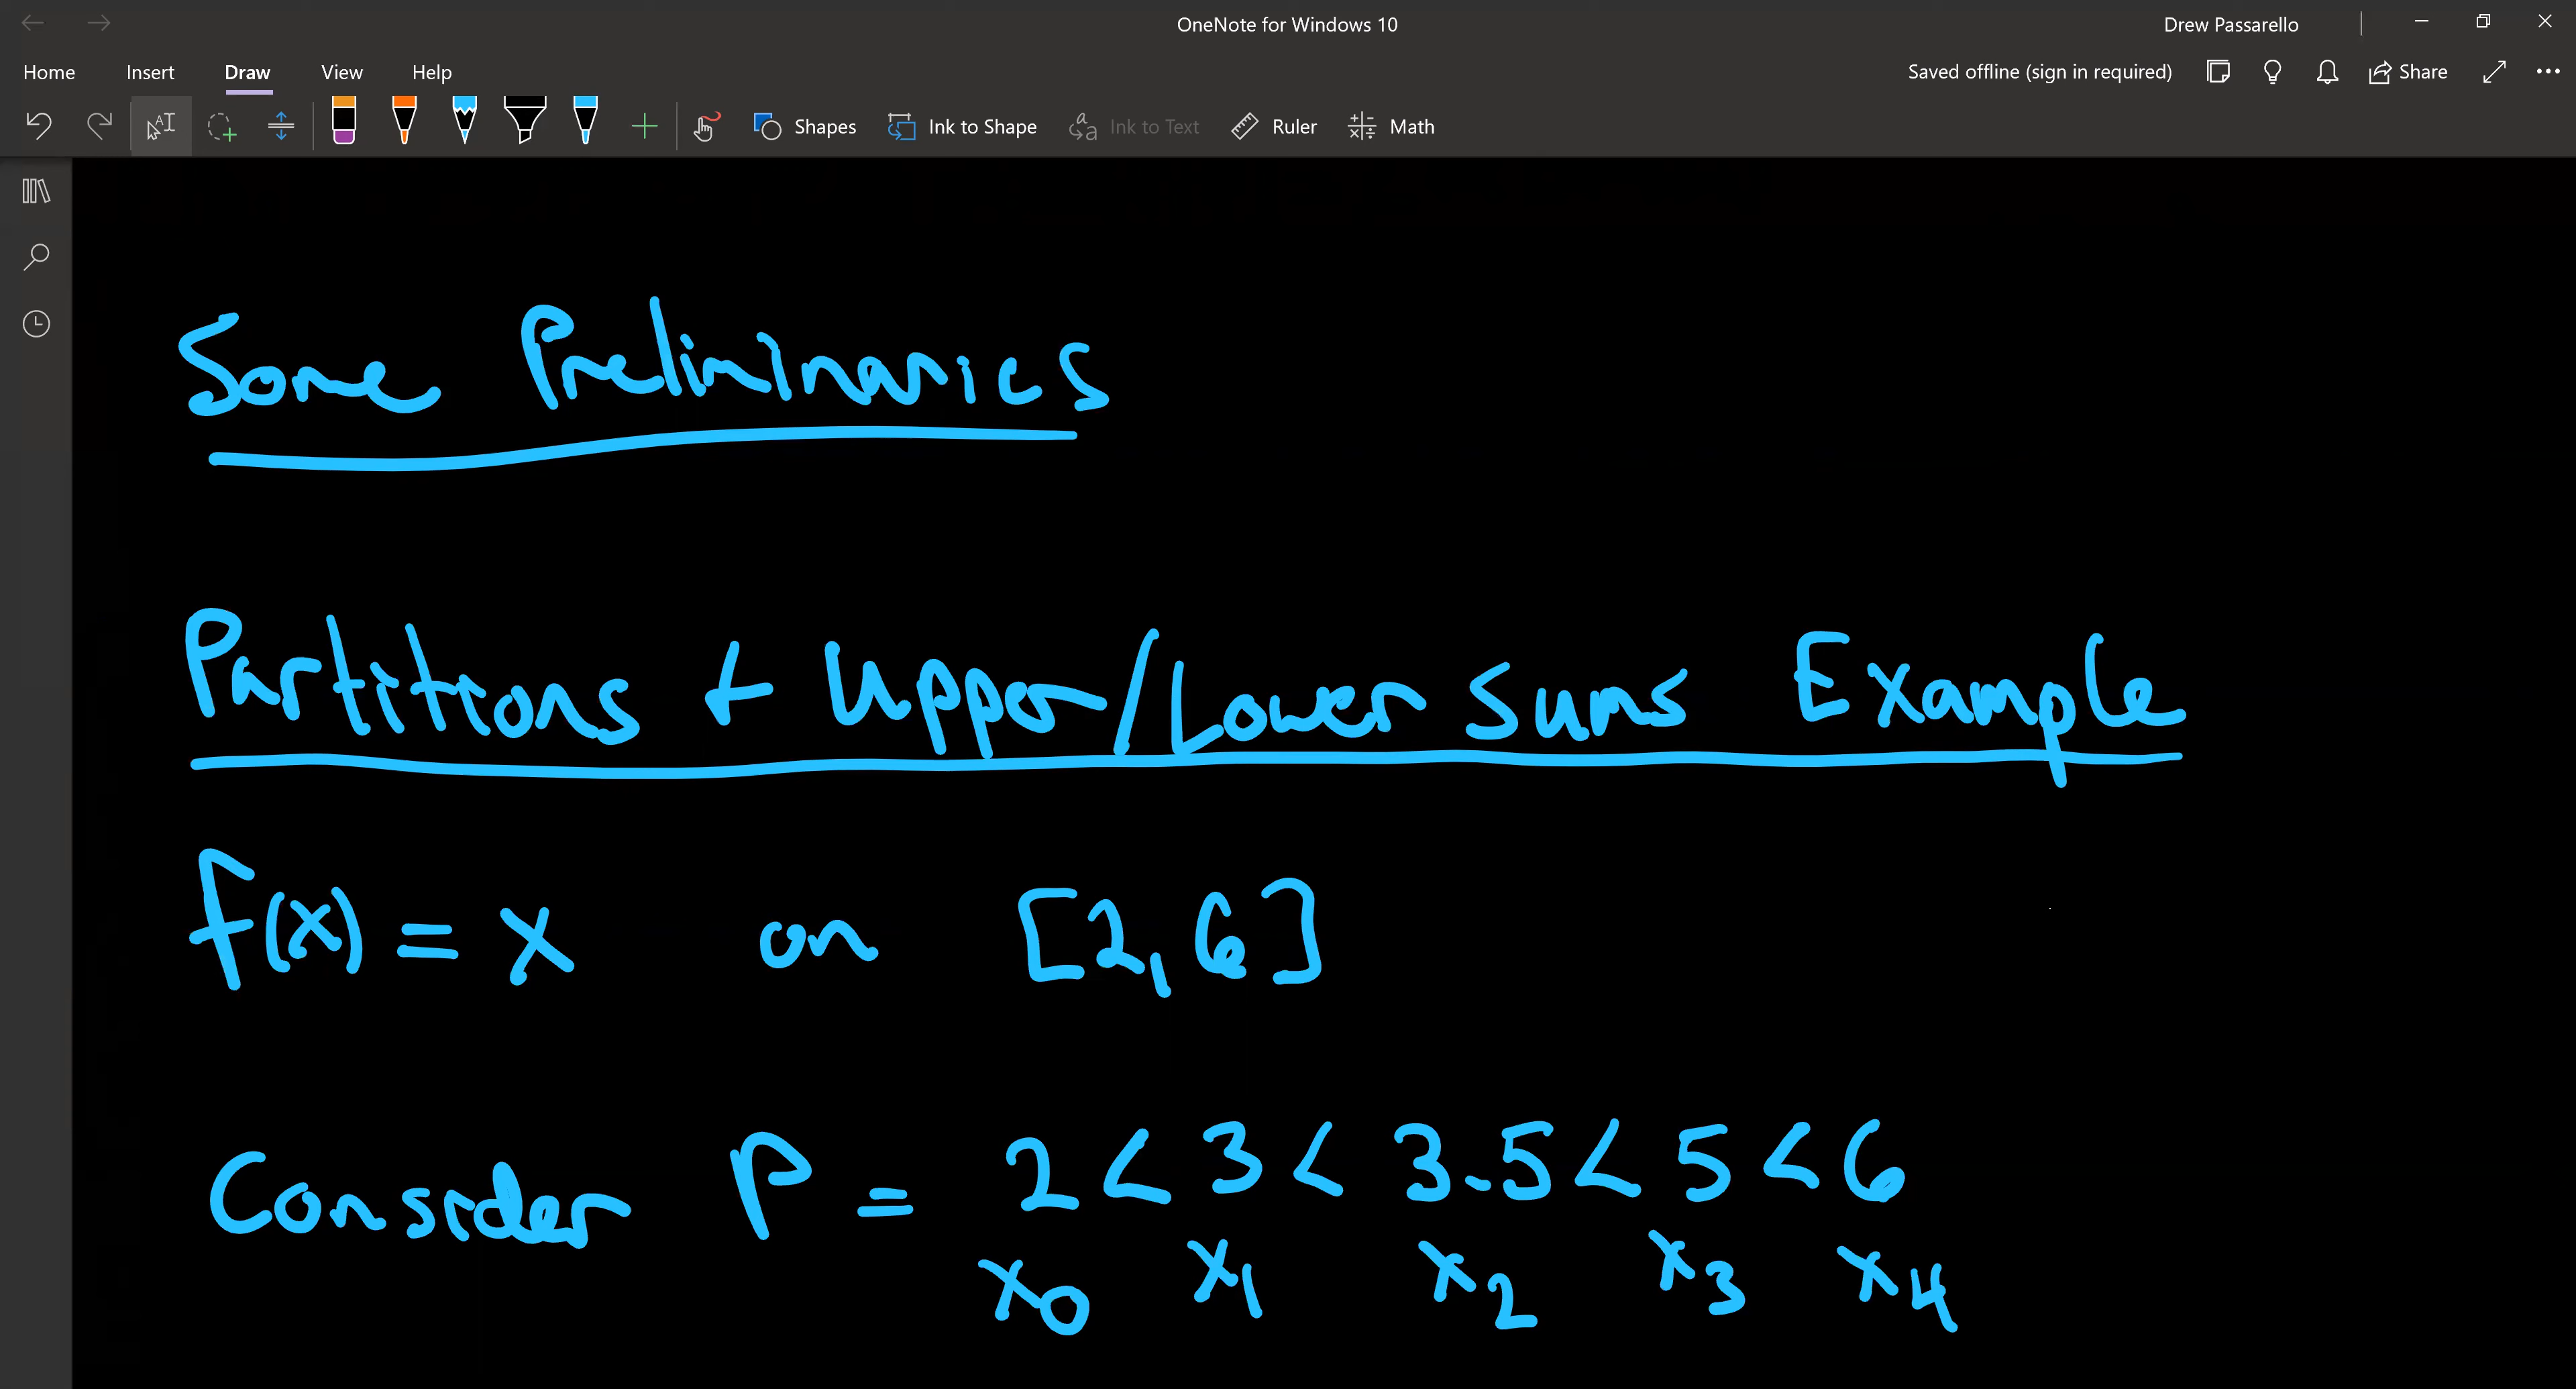 OneNote for Windows 10 Drew Passarello
Home Insert Draw View Help Saved offline (sign in required) Share
Shapes Ink to Shape Ink to Text Ruler Math
Some Preliminaries
Partitions + Upper/Lower Sums Example
f(x) = x on [2, 6]
Consider P = 2 < 3 < 3.5 < 5 < 6
x0 x1 x2 x3 x4